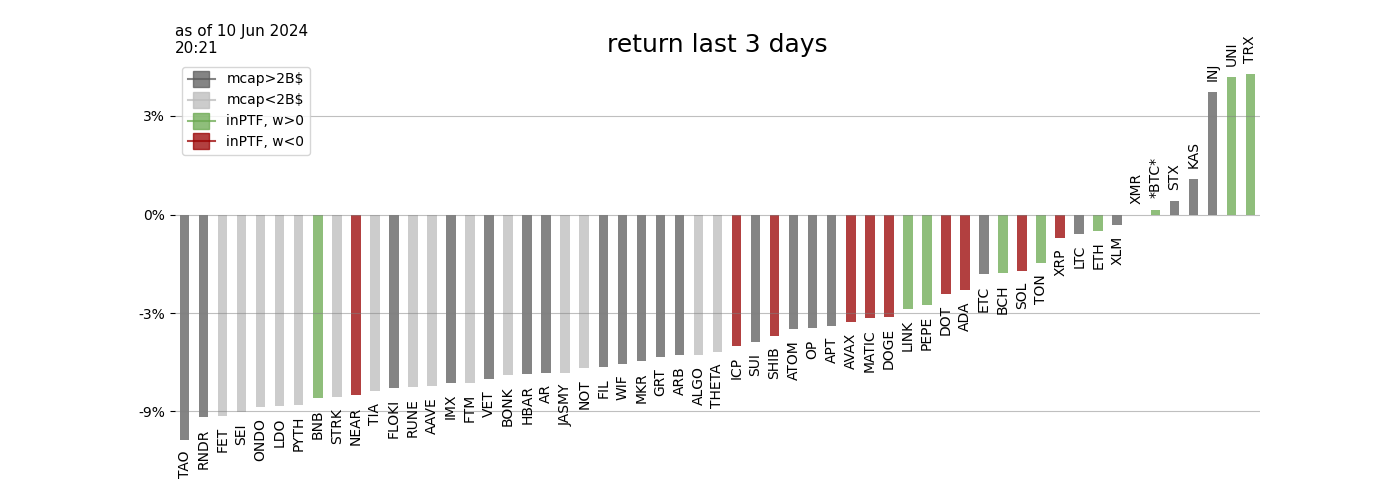 as of 10 Jun 2024
20:21
return last 3 days
mcap>2B$
mcap<2B$
inPTF, w>0
inPTF, w<0
3%
0%
-3%
-9%
TAO
RNDR
FET
SEI
ONDO
LDO
PYTH
BNB
STRK
NEAR
TIA
FLOKI
RUNE
AAVE
IMX
FTM
VET
BONK
HBAR
AR
JASMY
NOT
FIL
WIF
MKR
GRT
ARB
ALGO
THETA
ICP
SUI
SHIB
ATOM
OP
APT
AVAX
MATIC
DOGE
LINK
PEPE
DOT
ADA
ETC
BCH
SOL
TON
XRP
LTC
ETH
XLM
XMR
*BTC*
STX
KAS
INJ
UNI
TRX